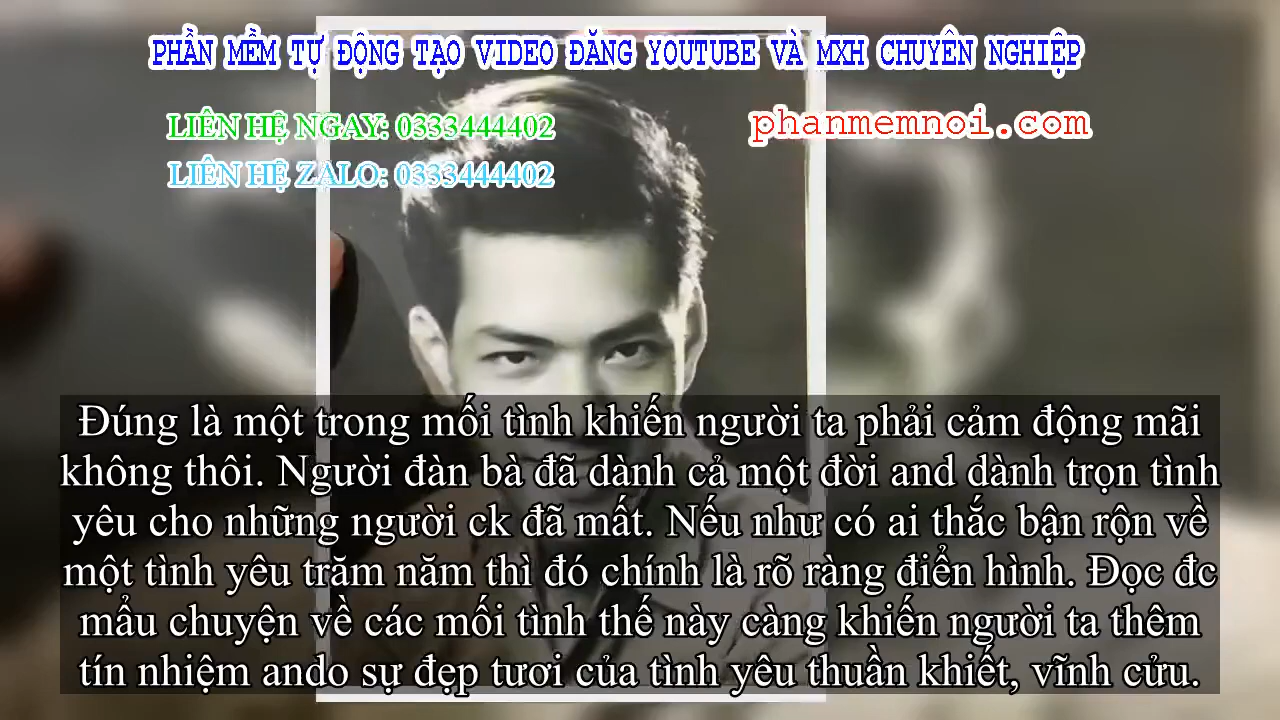 PHẦN MỀM TỰ ĐỘNG TẠO VIDEO ĐĂNG YOUTUBE VÀ MXH CHUYÊN NGHIỆP
LIÊN HỆ NGAY: 0333444402
phanmemnoi.com
LIÊN HỆ ZALO: 0333444402
Đúng là một trong mối tình khiến người ta phải cảm động mãi
không thôi. Người đàn bà đã dành cả một đời and dành trọn tình
yêu cho những người ck đã mất. Nếu như có ai thắc bận rộn về
một tình yêu trăm năm thì đó chính là rõ ràng điển hình. Đọc đc
mẩu chuyện về các mối tình thế này càng khiến người ta thêm
tín nhiệm ando sự đẹp tươi của tình yêu thuần khiết, vĩnh cửu.